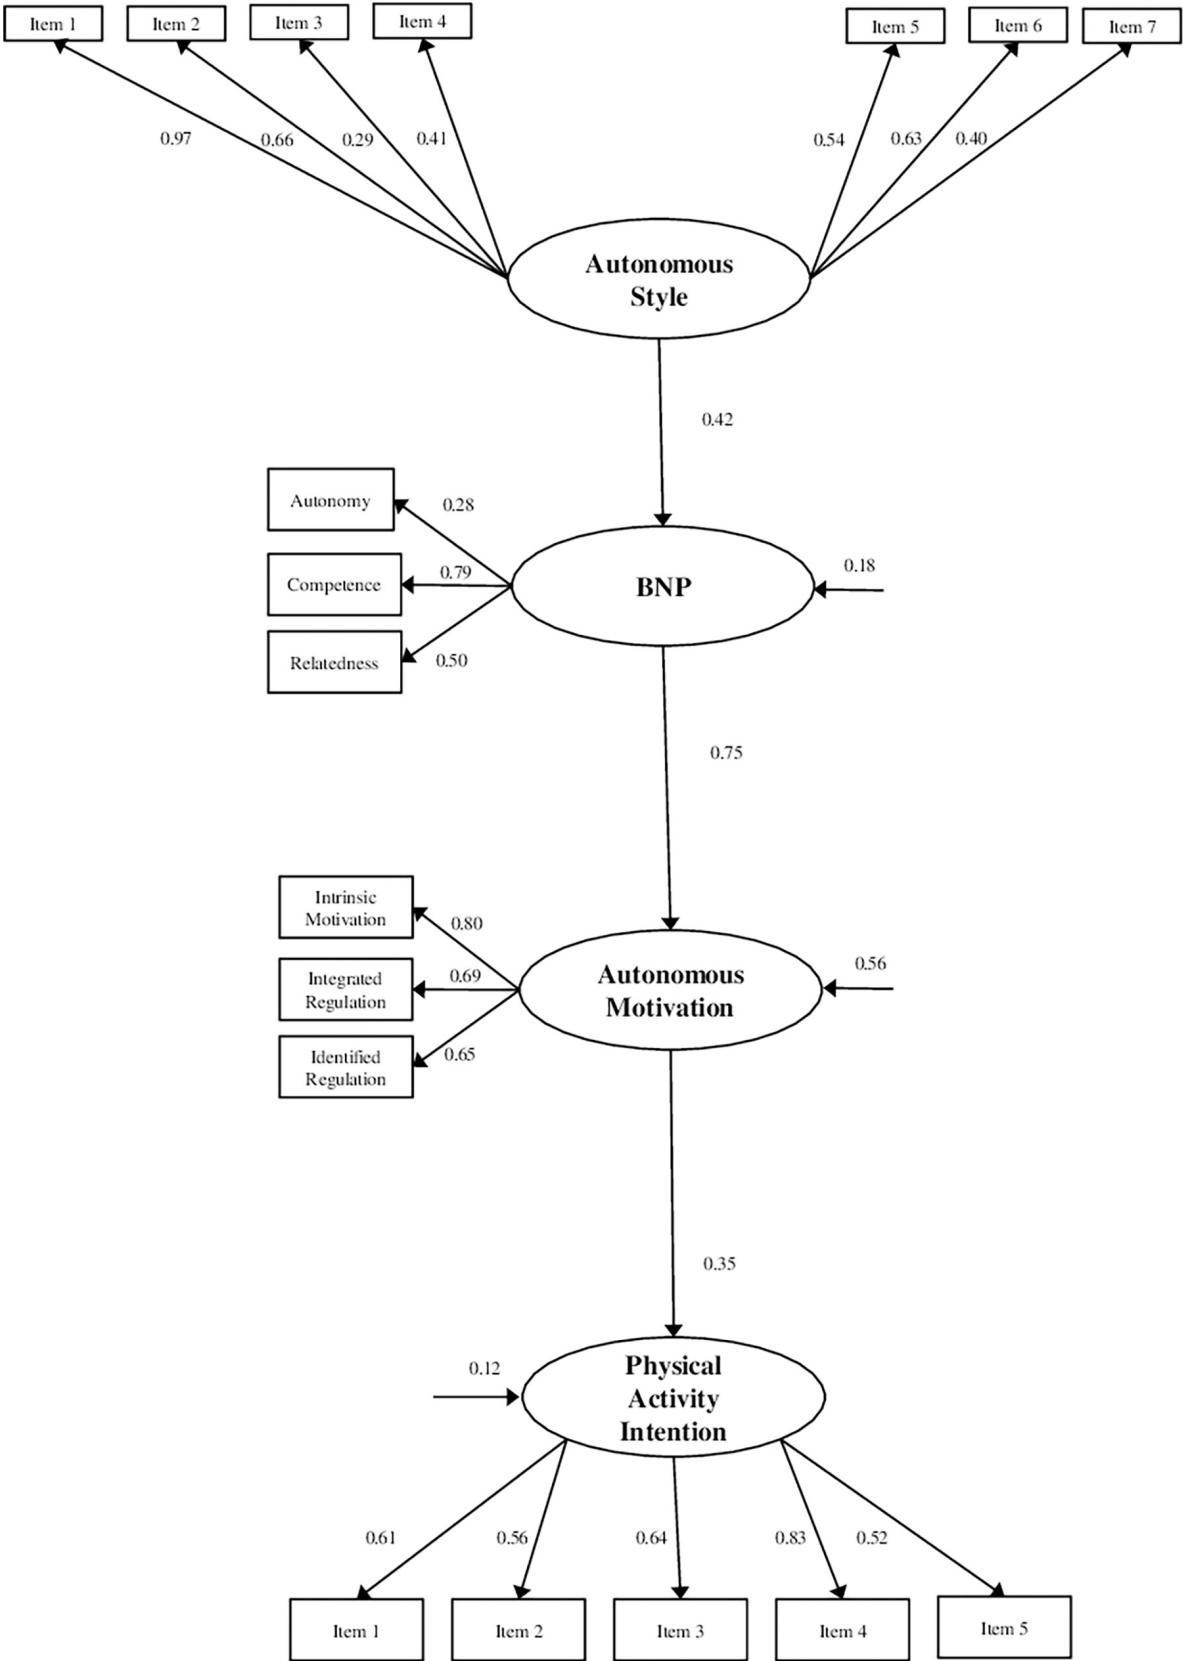 Item 1
Item 2
Item 3
Item 4
Item 5
Item 6
Item 7
0.97
0.66
0.29
0.41
0.54
0.63
0.40
Autonomous
Style
0.42
Autonomy
0.28
Competence
0.79
Relatedness
0.50
BNP
0.18
0.75
Intrinsic
Motivation
0.80
Integrated
Regulation
0.69
Identified
Regulation
0.65
Autonomous
Motivation
0.56
0.35
0.12
Physical
Activity
Intention
0.61
0.56
0.64
0.83
0.52
Item 1
Item 2
Item 3
Item 4
Item 5